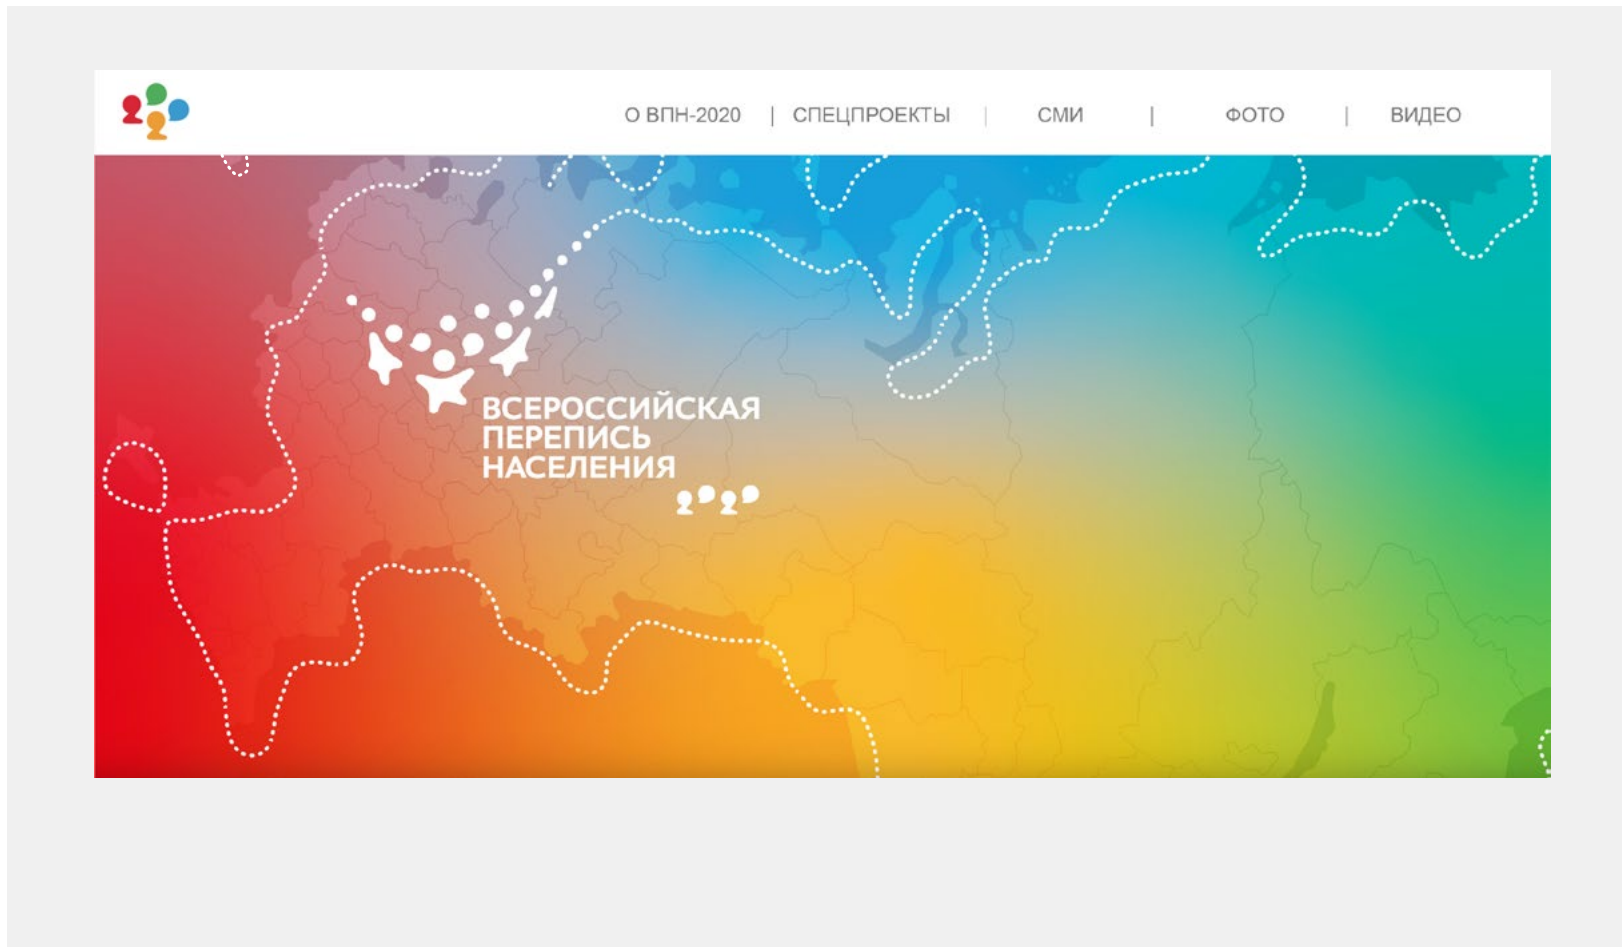 О ВПН-2020 | СПЕЦПРОЕКТЫ | СМИ | ФОТО | ВИДЕО
ВСЕРОССИЙСКАЯ
ПЕРЕПИСЬ
НАСЕЛЕНИЯ